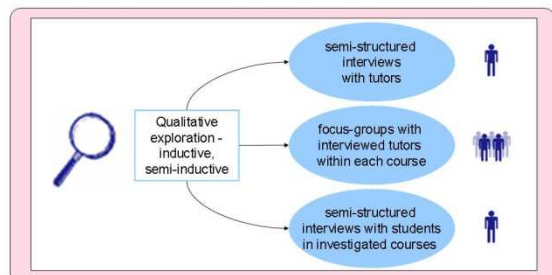 semi-structured
interviews
with tutors
Qualitative
exploration -
inductive,
semi-inductive
focus-groups with
interviewed tutors
within each course
semi-structured
interviews with students
in investigated courses